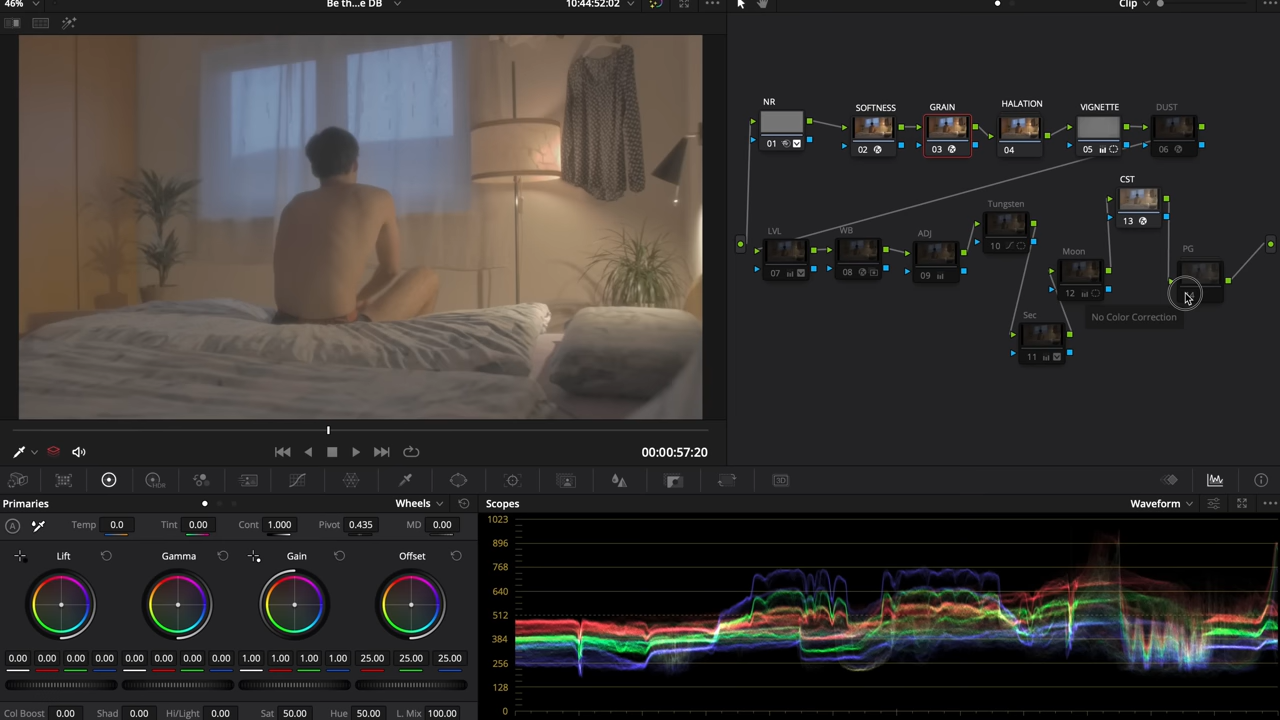 46%
Be th...e DB
10:44:52:02
Clip
NR
01
SOFTNESS
02
GRAIN
03
HALATION
04
VIGNETTE
05
DUST
06
CST
13
LVL
07
WB
08
ADJ
09
Tungsten
10
Moon
12
PG
No Color Correction
Sec
11
00:00:57:20
HDR
3D
Primaries
Wheels
A
Temp 0.0
Tint 0.00
Cont 1.000
Pivot 0.435
MD 0.00
Lift
Gamma
Gain
Offset
0.00 0.00 0.00 0.00
0.00 0.00 0.00 0.00
1.00 1.00 1.00 1.00
25.00 25.00 25.00
Col Boost 0.00
Shad 0.00
Hi/Light 0.00
Sat 50.00
Hue 50.00
L. Mix 100.00
Scopes
Waveform
1023
896
768
640
512
384
256
128
0